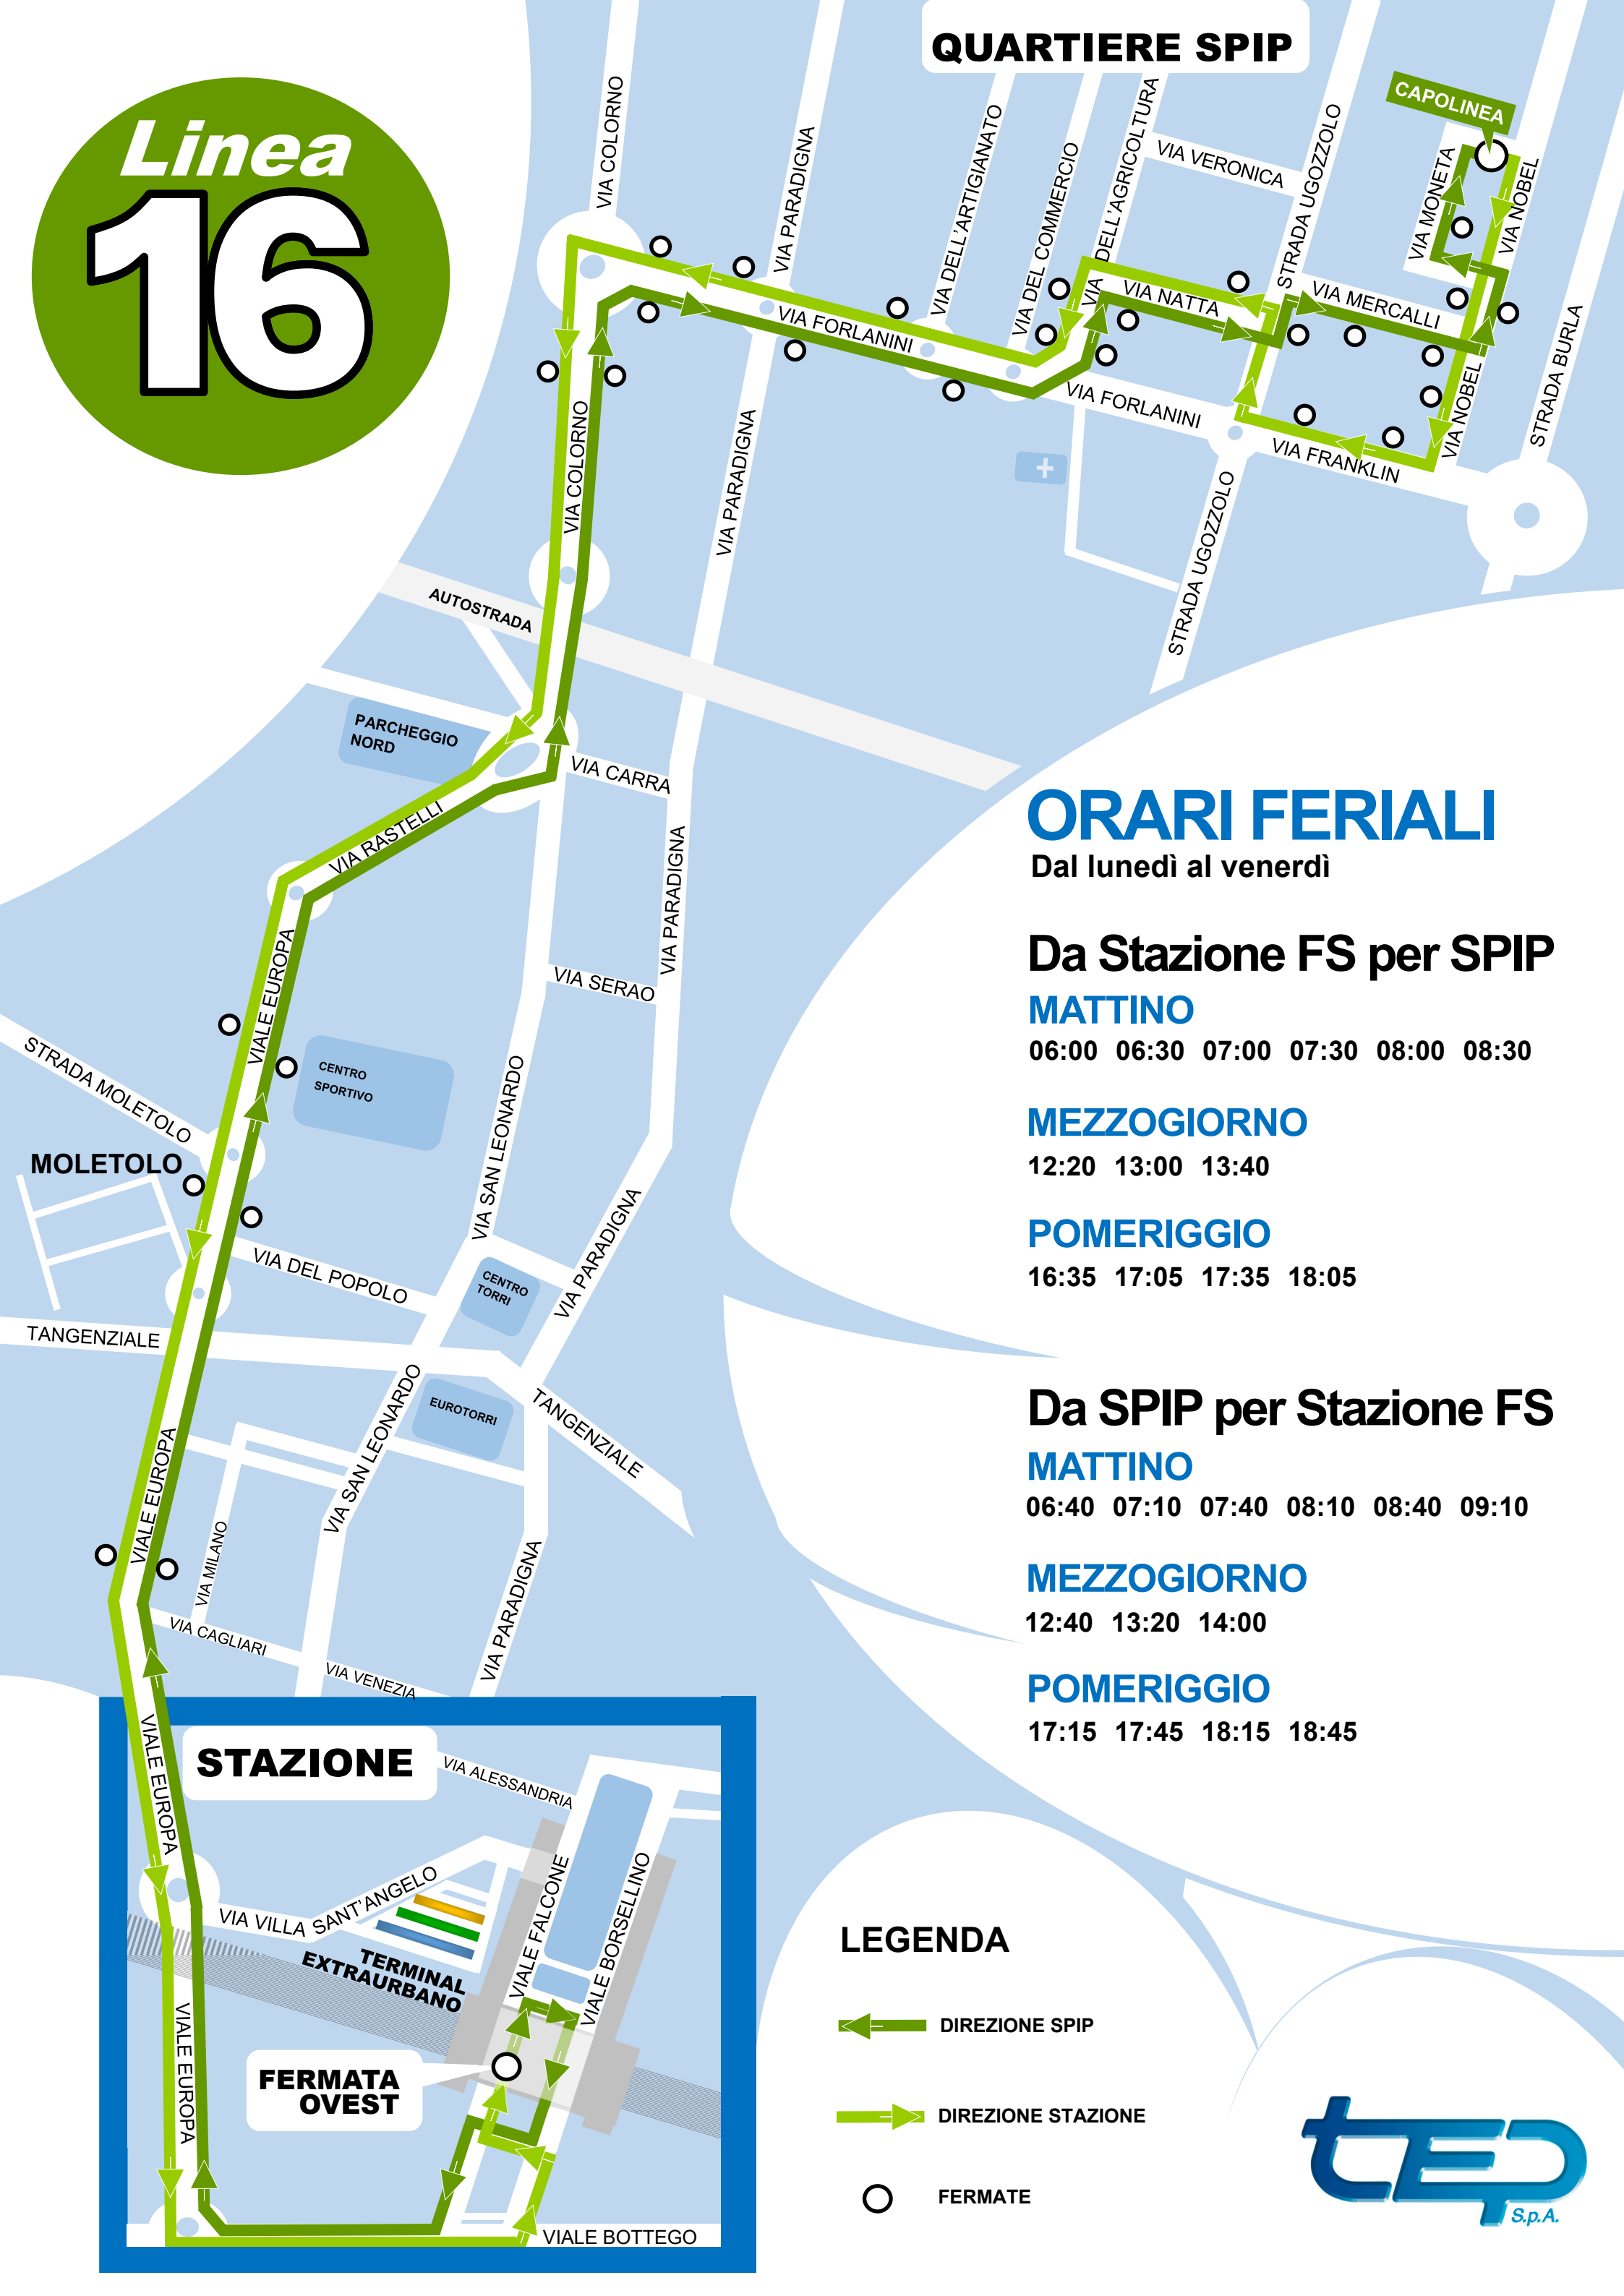 QUARTIERE SPIP
Linea
16
CAPOLINEA
VIA COLORNO
VIA PARADIGNA
VIA DELL'ARTIGIANATO
VIA DEL COMMERCIO
VIA DELL'AGRICOLTURA
VIA VERONICA
STRADA UGOZZOLO
VIA MONETA
VIA NOBEL
VIA NATTA
VIA MERCALLI
VIA FORLANINI
STRADA BURLA
VIA FORLANINI
VIA NOBEL
VIA FRANKLIN
VIA COLORNO
VIA PARADIGNA
STRADA UGOZZOLO
AUTOSTRADA
PARCHEGGIO
NORD
VIA CARRA
VIA RASTELLI
VIA PARADIGNA
VIALE EUROPA
VIA SERAO
CENTRO
SPORTIVO
STRADA MOLETOLO
MOLETOLO
VIA SAN LEONARDO
VIA PARADIGNA
VIA DEL POPOLO
CENTRO
TORRI
TANGENZIALE
EUROTORRI
TANGENZIALE
VIA SAN LEONARDO
VIALE EUROPA
VIA MILANO
VIA PARADIGNA
VIA CAGLIARI
VIA VENEZIA
ORARI FERIALI
Dal lunedì al venerdì
Da Stazione FS per SPIP
MATTINO
06:00 06:30 07:00 07:30 08:00 08:30
MEZZOGIORNO
12:20 13:00 13:40
POMERIGGIO
16:35 17:05 17:35 18:05
Da SPIP per Stazione FS
MATTINO
06:40 07:10 07:40 08:10 08:40 09:10
MEZZOGIORNO
12:40 13:20 14:00
POMERIGGIO
17:15 17:45 18:15 18:45
VIALE EUROPA
STAZIONE
VIA ALESSANDRIA
VIA VILLA SANT'ANGELO
TERMINAL
EXTRAURBANO
VIALE FALCONE
VIALE BORSELLINO
VIALE EUROPA
FERMATA
OVEST
VIALE BOTTEGO
LEGENDA
DIREZIONE SPIP
DIREZIONE STAZIONE
FERMATE
tep
S.p.A.